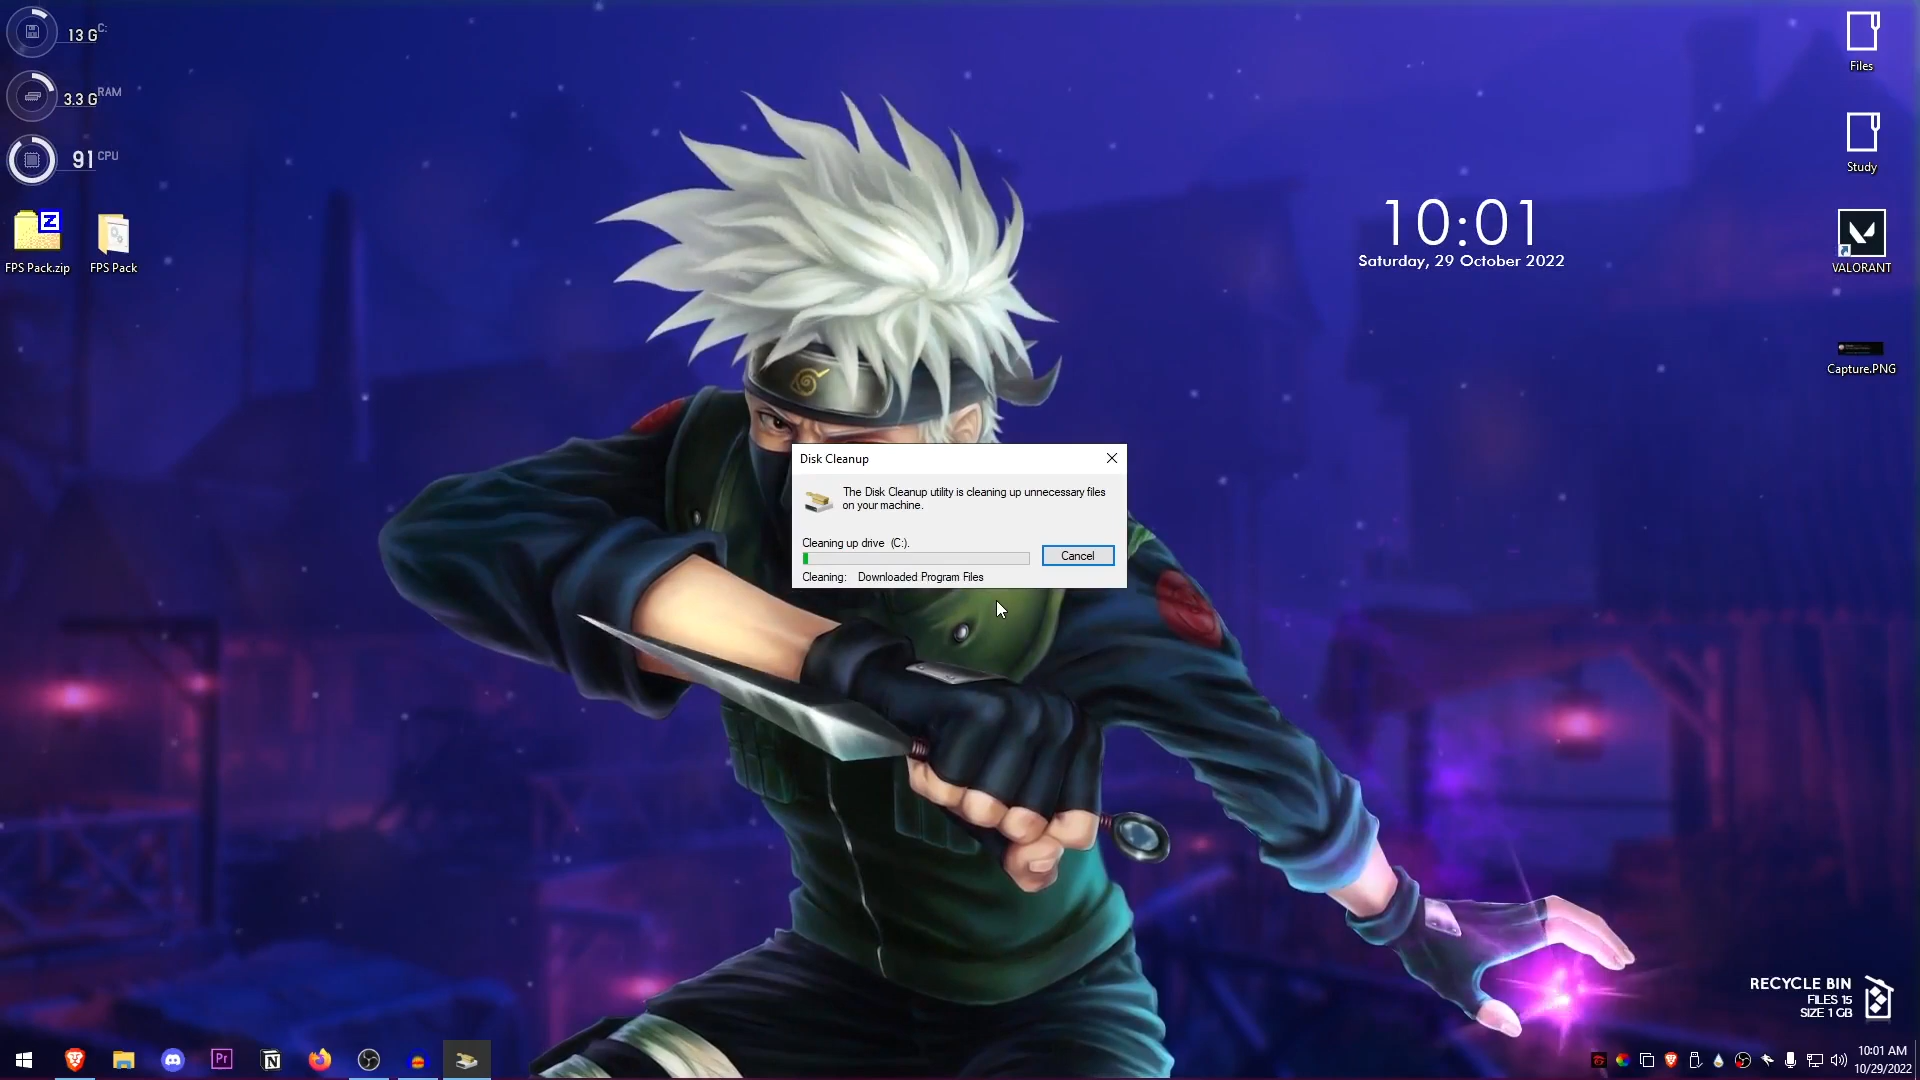 13 G C:
3.3 G RAM
91 CPU
FPS Pack.zip
FPS Pack
Files
Study
VALORANT
Capture.PNG
10:01
Saturday, 29 October 2022
Disk Cleanup
The Disk Cleanup utility is cleaning up unnecessary files
on your machine.
Cleaning up drive (C:).
Cancel
Cleaning: Downloaded Program Files
RECYCLE BIN
FILES 15
SIZE 1 GB
Pr
N
10:01 AM
10/29/2022